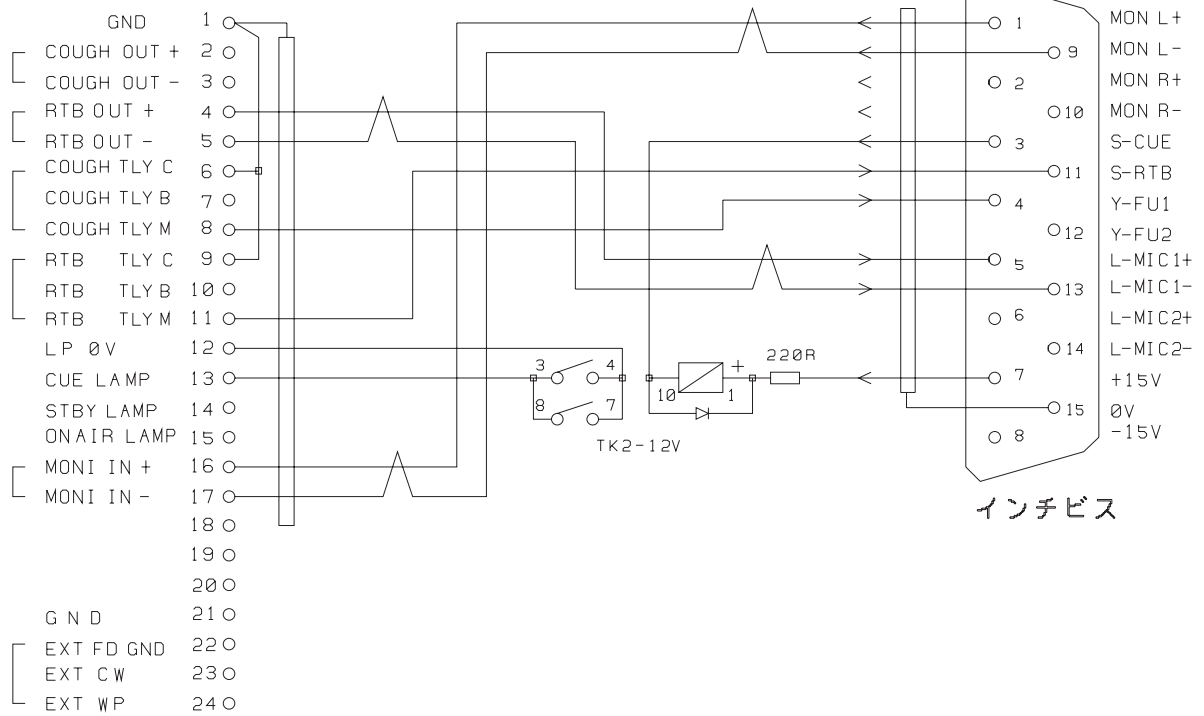 GND 1
COUGH OUT + 2
COUGH OUT - 3
RTB OUT + 4
RTB OUT - 5
COUGH TLY C 6
COUGH TLY B 7
COUGH TLY M 8
RTB TLY C 9
RTB TLY B 10
RTB TLY M 11
LP 0V 12
CUE LAMP 13
STBY LAMP 14
ONAIR LAMP 15
MONI IN + 16
MONI IN - 17
18
19
20
GND 21
EXT FD GND 22
EXT CW 23
EXT WP 24
3 4
8 7
10 1
+
220R
TK2-12V
1 MON L+
9 MON L-
2 MON R+
10 MON R-
3 S-CUE
11 S-RTB
4 Y-FU1
12 Y-FU2
5 L-MIC1+
13 L-MIC1-
6 L-MIC2+
14 L-MIC2-
7 +15V
15 0V
8 -15V
インチビス